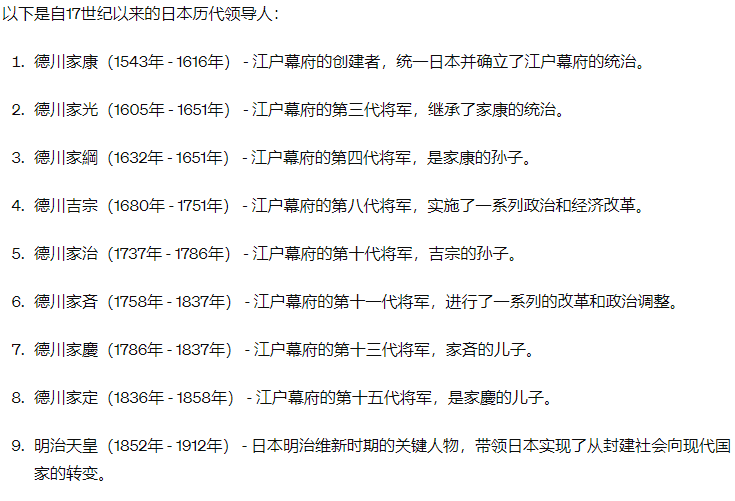 以下是自17世纪以来的日本历代领导人：
1. 德川家康（1543年 - 1616年） - 江户幕府的创建者，统一日本并确立了江户幕府的统治。
2. 德川家光（1605年 - 1651年） - 江户幕府的第三代将军，继承了家康的统治。
3. 德川家綱（1632年 - 1651年） - 江户幕府的第四代将军，是家康的孙子。
4. 德川吉宗（1680年 - 1751年） - 江户幕府的第八代将军，实施了一系列政治和经济改革。
5. 德川家治（1737年 - 1786年） - 江户幕府的第十代将军，吉宗的孙子。
6. 德川家斉（1758年 - 1837年） - 江户幕府的第十一代将军，进行了一系列的改革和政治调整。
7. 德川家慶（1786年 - 1837年） - 江户幕府的第十三代将军，家斉的儿子。
8. 德川家定（1836年 - 1858年） - 江户幕府的第十五代将军，是家慶的儿子。
9. 明治天皇（1852年 - 1912年） - 日本明治维新时期的关键人物，带领日本实现了从封建社会向现代国
家的转变。